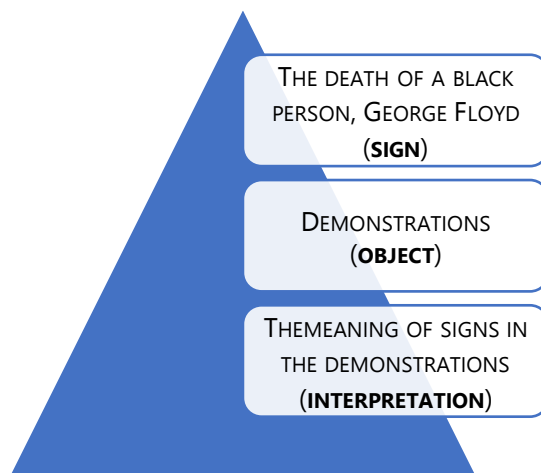 THE DEATH OF A BLACK
PERSON, GEORGE FLOYD
(SIGN)
DEMONSTRATIONS
(OBJECT)
THEMEANING OF SIGNS IN
THE DEMONSTRATIONS
(INTERPRETATION)